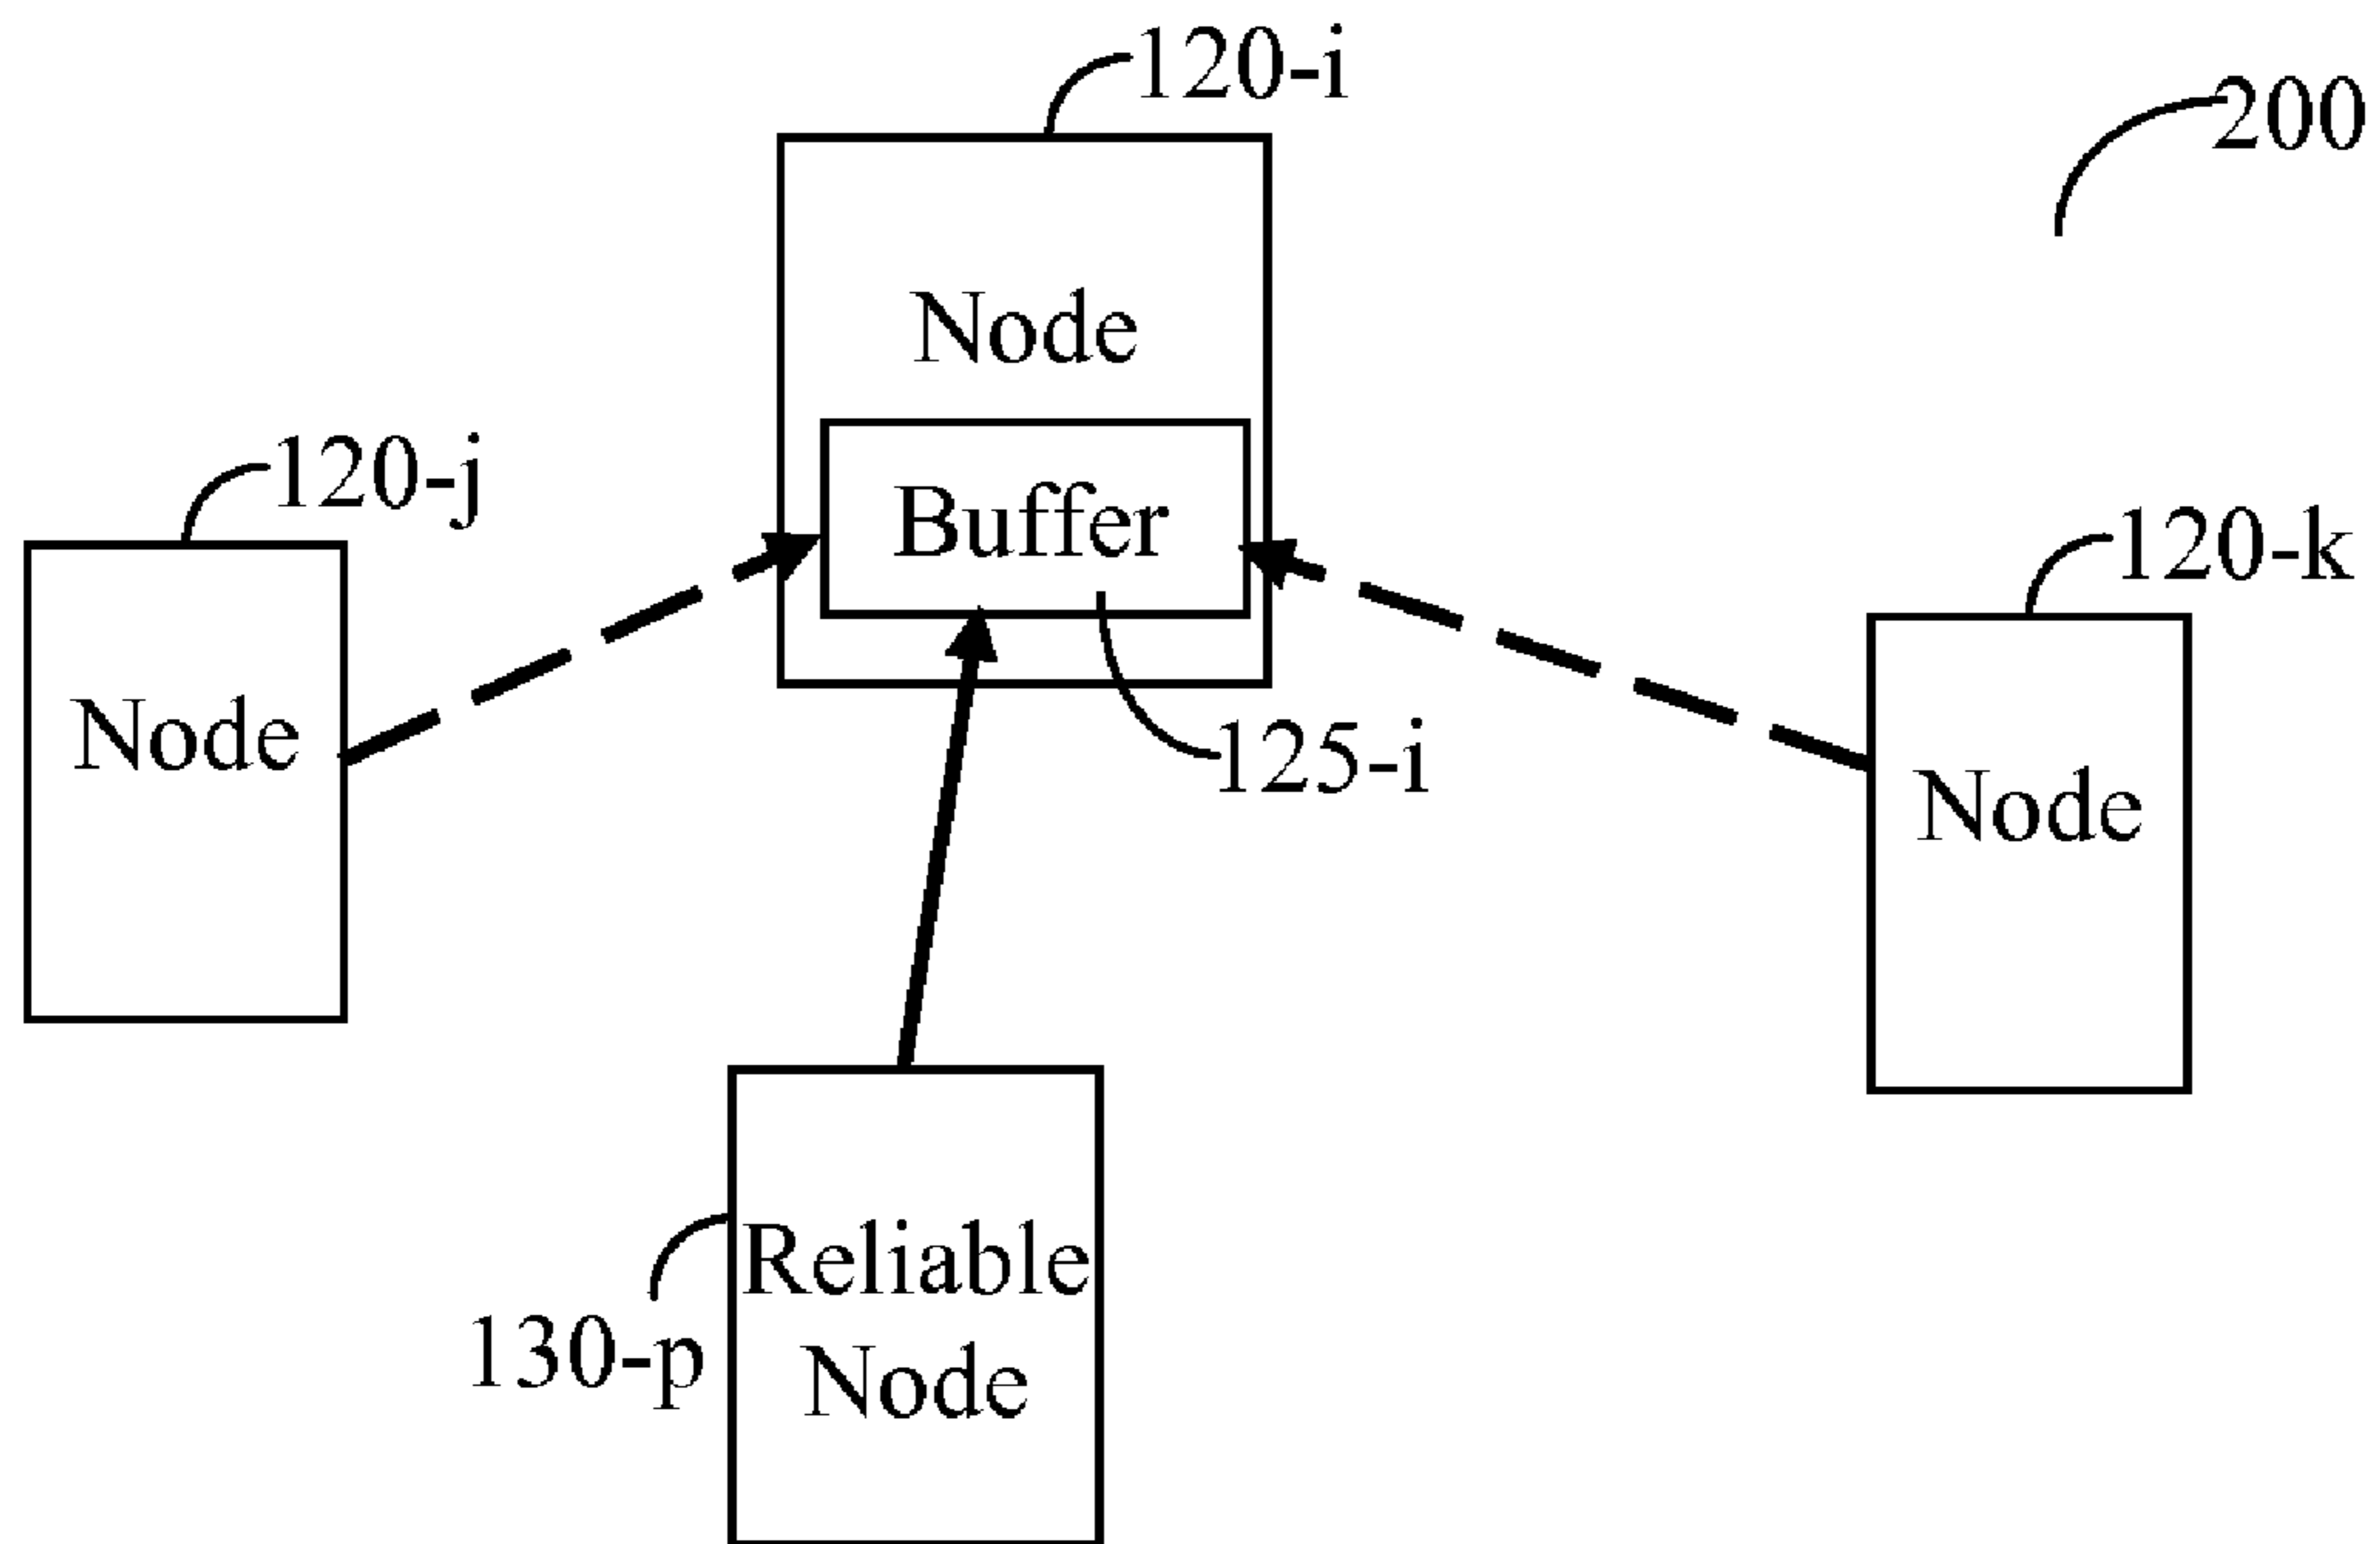 120-i
200
Node
120-j
Buffer
120-k
Node
125-i
Node
Reliable
Node
130-p